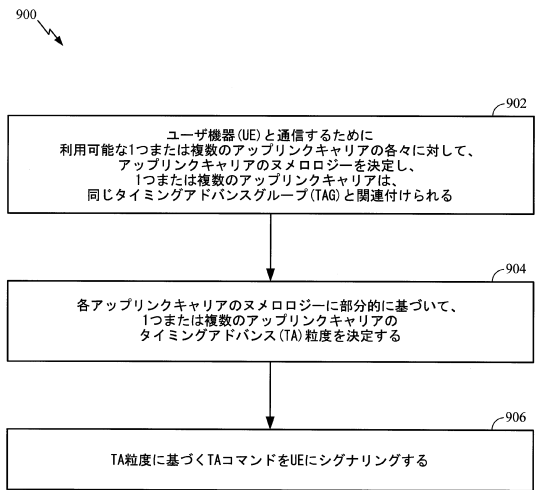 900
902
ユーザ機器(UE)と通信するために
利用可能な1つまたは複数のアップリンクキャリアの各々に対して、
アップリンクキャリアのヌメロロジーを決定し、
1つまたは複数のアップリンクキャリアは、
同じタイミングアドバンスグループ(TAG)と関連付けられる
904
各アップリンクキャリアのヌメロロジーに部分的に基づいて、
1つまたは複数のアップリンクキャリアの
タイミングアドバンス(TA)粒度を決定する
906
TA粒度に基づくTAコマンドをUEにシグナリングする